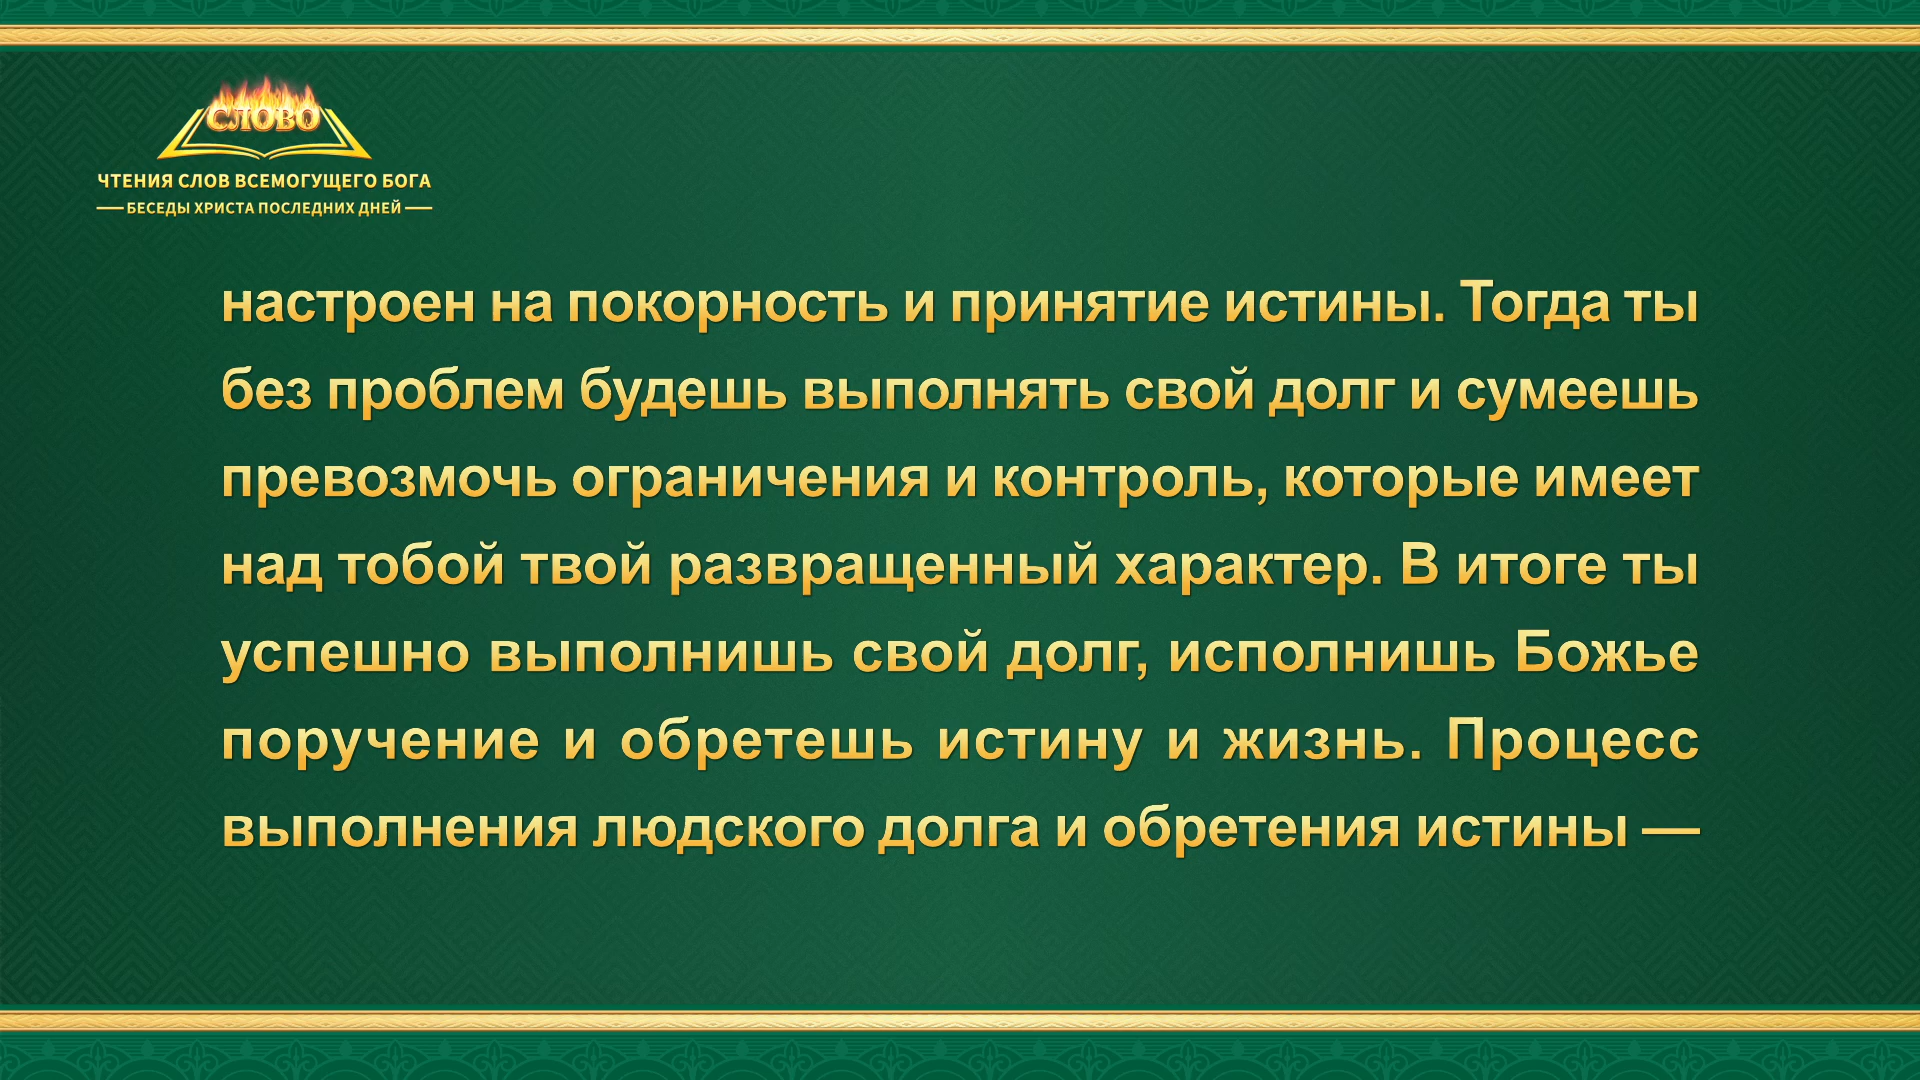 СЛОВО
ЧТЕНИЯ СЛОВ ВСЕМОГУЩЕГО БОГА
— БЕСЕДЫ ХРИСТА ПОСЛЕДНИХ ДНЕЙ —
настроен на покорность и принятие истины. Тогда ты
без проблем будешь выполнять свой долг и сумеешь
превозмочь ограничения и контроль, которые имеет
над тобой твой развращенный характер. В итоге ты
успешно выполнишь свой долг, исполнишь Божье
поручение и обретешь истину и жизнь. Процесс
выполнения людского долга и обретения истины —